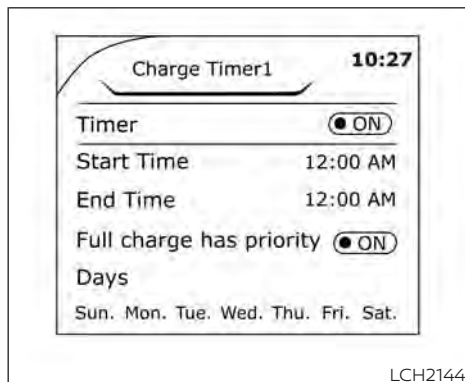 Charge Timer1 10:27
Timer ON
Start Time 12:00 AM
End Time 12:00 AM
Full charge has priority ON
Days
Sun. Mon. Tue. Wed. Thu. Fri. Sat.
LCH2144